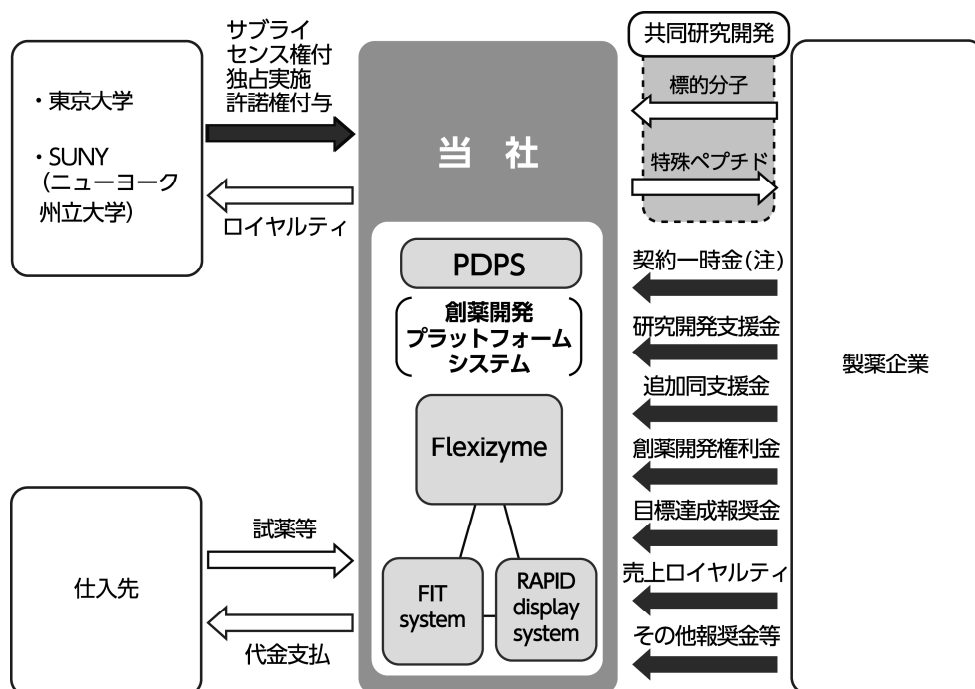 ・東京大学
・SUNY
（ニューヨーク
州立大学）
サブライ
センス権付
独占実施
許諾権付与
ロイヤルティ
当 社
PDPS
創薬開発
プラットフォーム
システム
Flexizyme
FIT
system
RAPID
display
system
仕入先
試薬等
代金支払
共同研究開発
標的分子
特殊ペプチド
契約一時金(注)
研究開発支援金
追加同支援金
創薬開発権利金
目標達成報奨金
売上ロイヤルティ
その他報奨金等
製薬企業